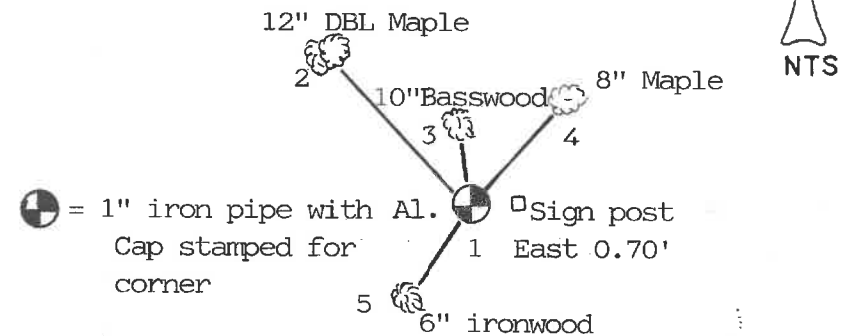 12" DBL Maple
NTS
2
10"Basswood
8" Maple
3
4
= 1" iron pipe with Al.
Cap stamped for
corner
Sign post
1 East 0.70'
5
6" ironwood